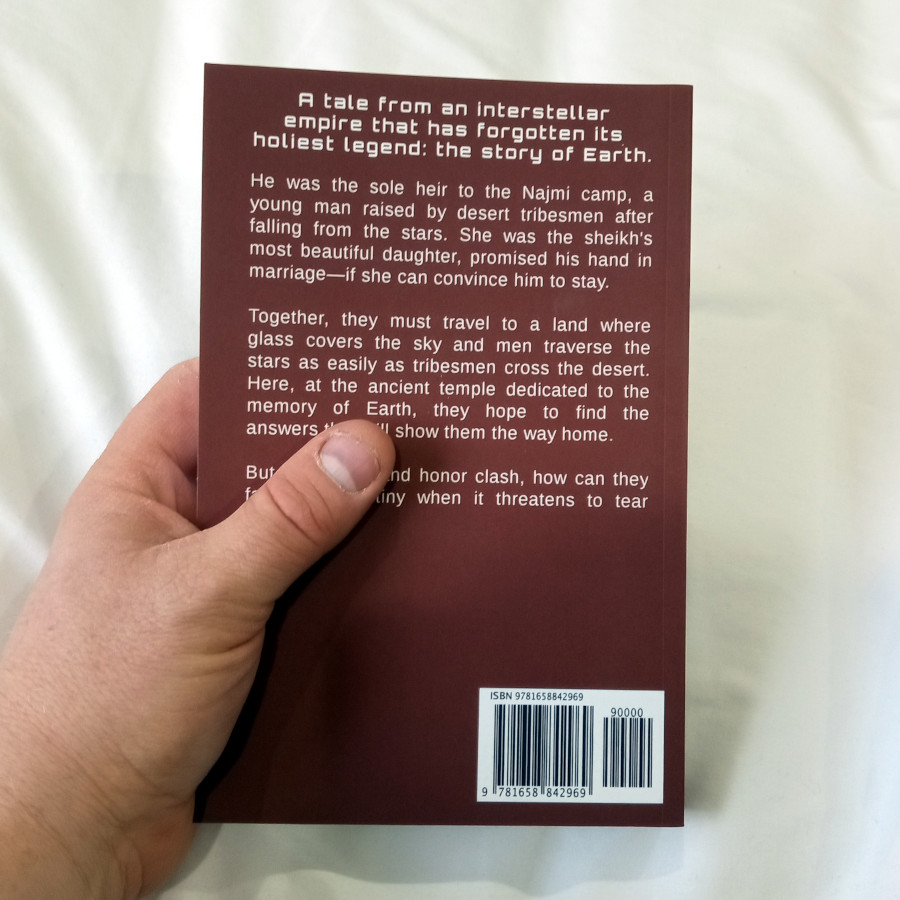 A tale from an interstellar
empire that has forgotten its
holiest legend: the story of Earth.
He was the sole heir to the Najmi camp, a
young man raised by desert tribesmen after
falling from the stars. She was the sheikh's
most beautiful daughter, promised his hand in
marriage—if she can convince him to stay.
Together, they must travel to a land where
glass covers the sky and men traverse the
stars as easily as tribesmen cross the desert.
Here, at the ancient temple dedicated to the
memory of Earth, they hope to find the
answers show them the way home.
But honor clash, how can they
when it threatens to tear
ISBN 9781658842969
90000
9 781658 842969